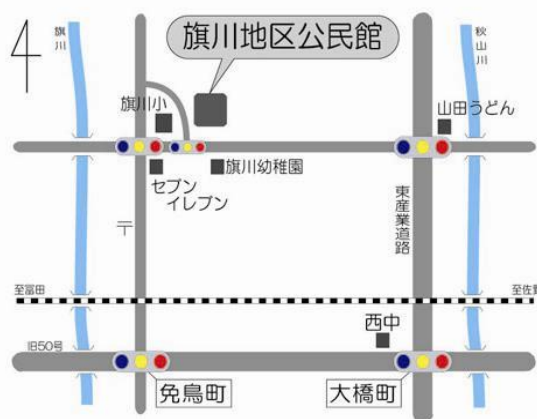 旗川
旗川地区公民館
秋山川
旗川小
山田うどん
旗川幼稚園
セブン
イレブン
〒
東産業道路
至富田
至佐野
西中
旧50号
免鳥町
大橋町